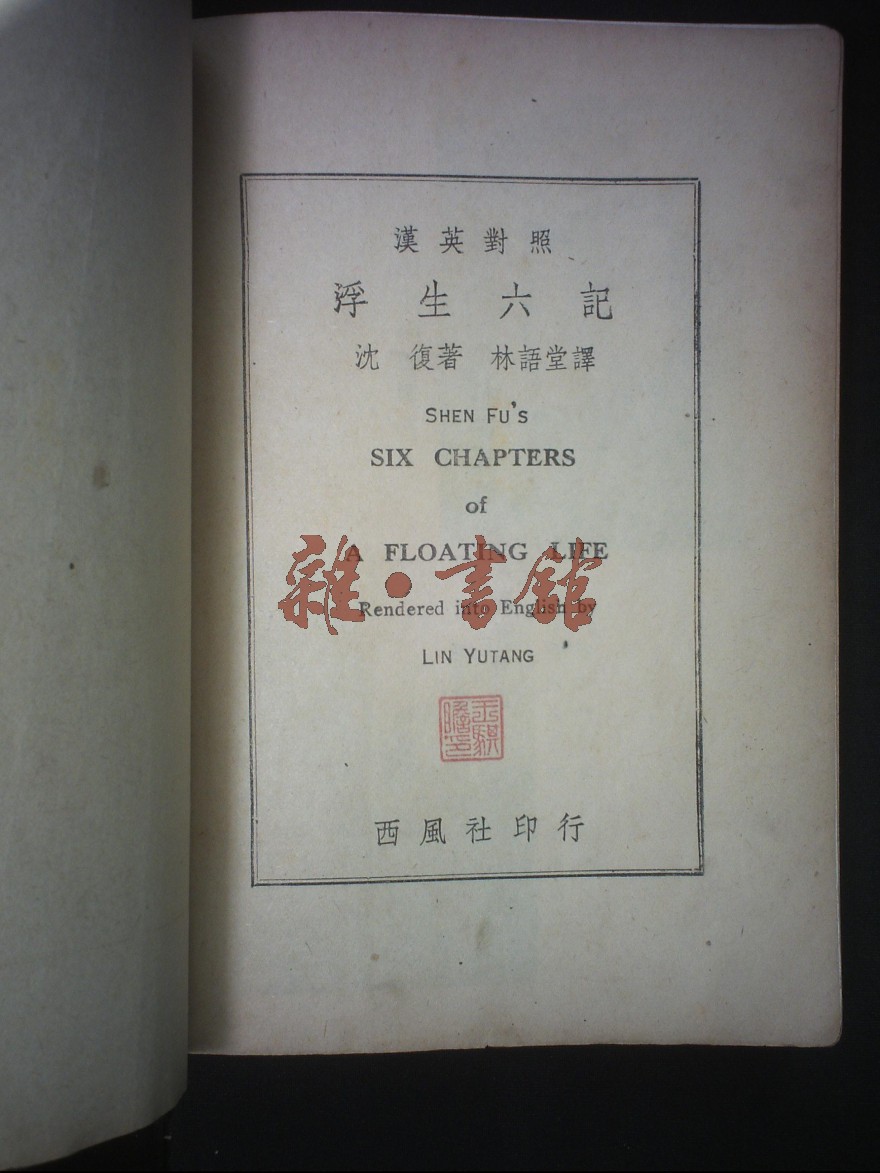 漢英對照
浮生六記
沈復著 林語堂譯
SHEN FU'S
SIX CHAPTERS
of
A FLOATING LIFE
雜·書館
Rendered into English by
LIN YUTANG
西風社印行